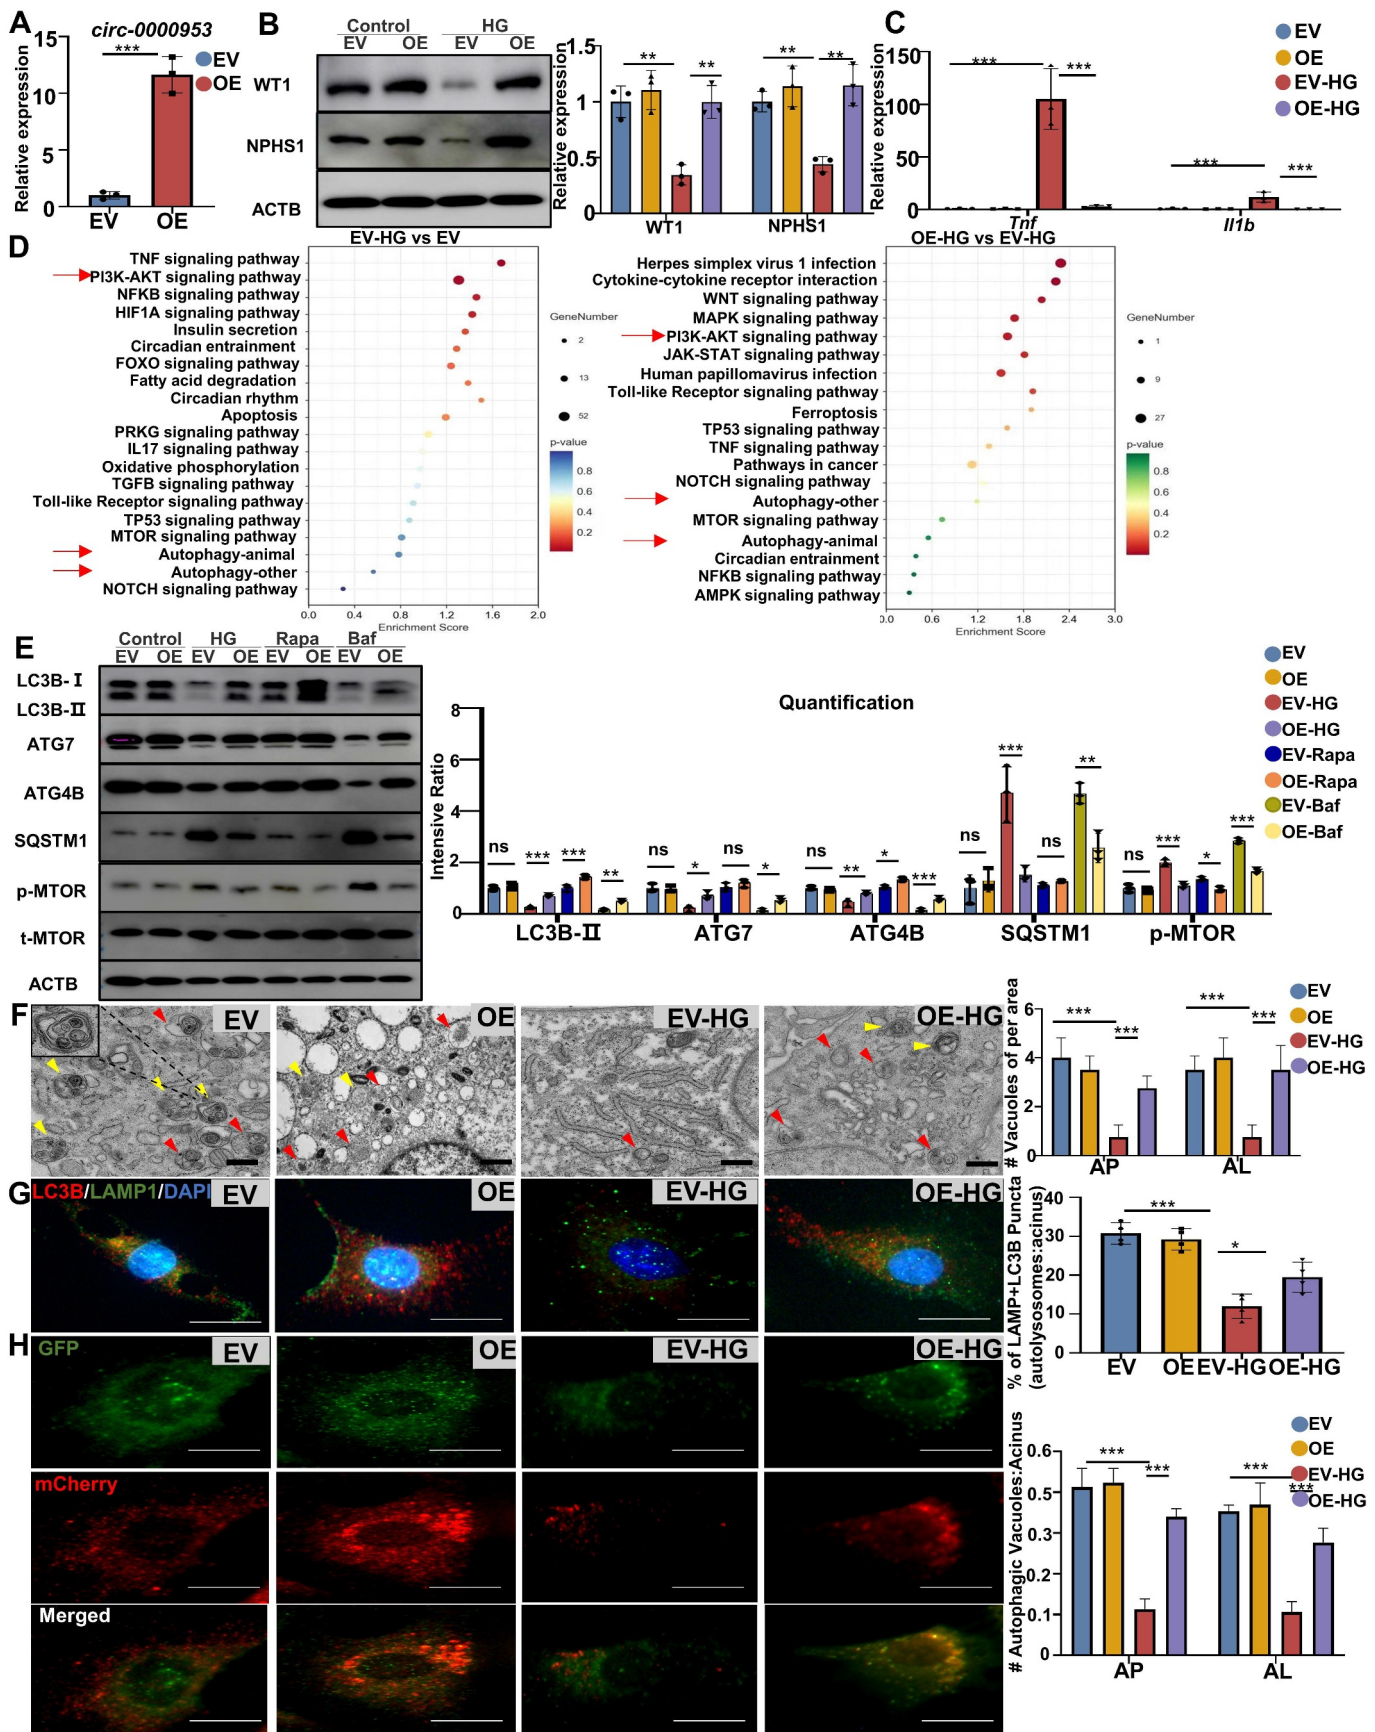 A
circ-0000953
Relative expression
15
10
5
0
***
EV
OE
EV
OE
B
Control
HG
EV
OE
EV
OE
WT1
NPHS1
ACTB
Relative expression
1.5
1
0.5
0
**
**
**
**
WT1
NPHS1
C
Relative expression
150
100
50
0
***
***
***
***
Tnf
Il1b
EV
OE
EV-HG
OE-HG
D
EV-HG vs EV
TNF signaling pathway
PI3K-AKT signaling pathway
NFKB signaling pathway
HIF1A signaling pathway
Insulin secretion
Circadian entrainment
FOXO signaling pathway
Fatty acid degradation
Circadian rhythm
Apoptosis
PRKG signaling pathway
IL17 signaling pathway
Oxidative phosphorylation
TGFB signaling pathway
Toll-like Receptor signaling pathway
TP53 signaling pathway
MTOR signaling pathway
Autophagy-animal
Autophagy-other
NOTCH signaling pathway
0.0
0.4
0.8
1.2
1.6
2.0
Enrichment Score
GeneNumber
2
13
52
p-value
0.8
0.6
0.4
0.2
OE-HG vs EV-HG
Herpes simplex virus 1 infection
Cytokine-cytokine receptor interaction
WNT signaling pathway
MAPK signaling pathway
PI3K-AKT signaling pathway
JAK-STAT signaling pathway
Human papillomavirus infection
Toll-like Receptor signaling pathway
Ferroptosis
TP53 signaling pathway
TNF signaling pathway
Pathways in cancer
NOTCH signaling pathway
Autophagy-other
MTOR signaling pathway
Autophagy-animal
Circadian entrainment
NFKB signaling pathway
AMPK signaling pathway
0.0
0.6
1.2
1.8
2.4
3.0
Enrichment Score
GeneNumber
1
9
27
p-value
0.8
0.6
0.4
0.2
E
Control
HG
Rapa
Baf
EV
OE
EV
OE
EV
OE
EV
OE
LC3B-Ⅰ
LC3B-Ⅱ
ATG7
ATG4B
SQSTM1
p-MTOR
t-MTOR
ACTB
Quantification
Intensive Ratio
8
6
4
2
0
ns
***
***
**
ns
*
ns
*
ns
**
*
***
ns
***
ns
**
ns
***
*
***
LC3B-Ⅱ
ATG7
ATG4B
SQSTM1
p-MTOR
EV
OE
EV-HG
OE-HG
EV-Rapa
OE-Rapa
EV-Baf
OE-Baf
F
EV
OE
EV-HG
OE-HG
# Vacuoles of per area
6
4
2
0
***
***
***
***
AP
AL
EV
OE
EV-HG
OE-HG
G
LC3B/LAMP1/DAPI
EV
OE
EV-HG
OE-HG
% of LAMP+LC3B Puncta
(autolysosomes:acinus)
40
30
20
10
0
***
*
EV
OE
EV-HG
OE-HG
H
GFP
EV
OE
EV-HG
OE-HG
mCherry
Merged
# Autophagic Vacuoles:Acinus
0.6
0.5
0.3
0.2
0.1
0
***
***
***
***
AP
AL
EV
OE
EV-HG
OE-HG